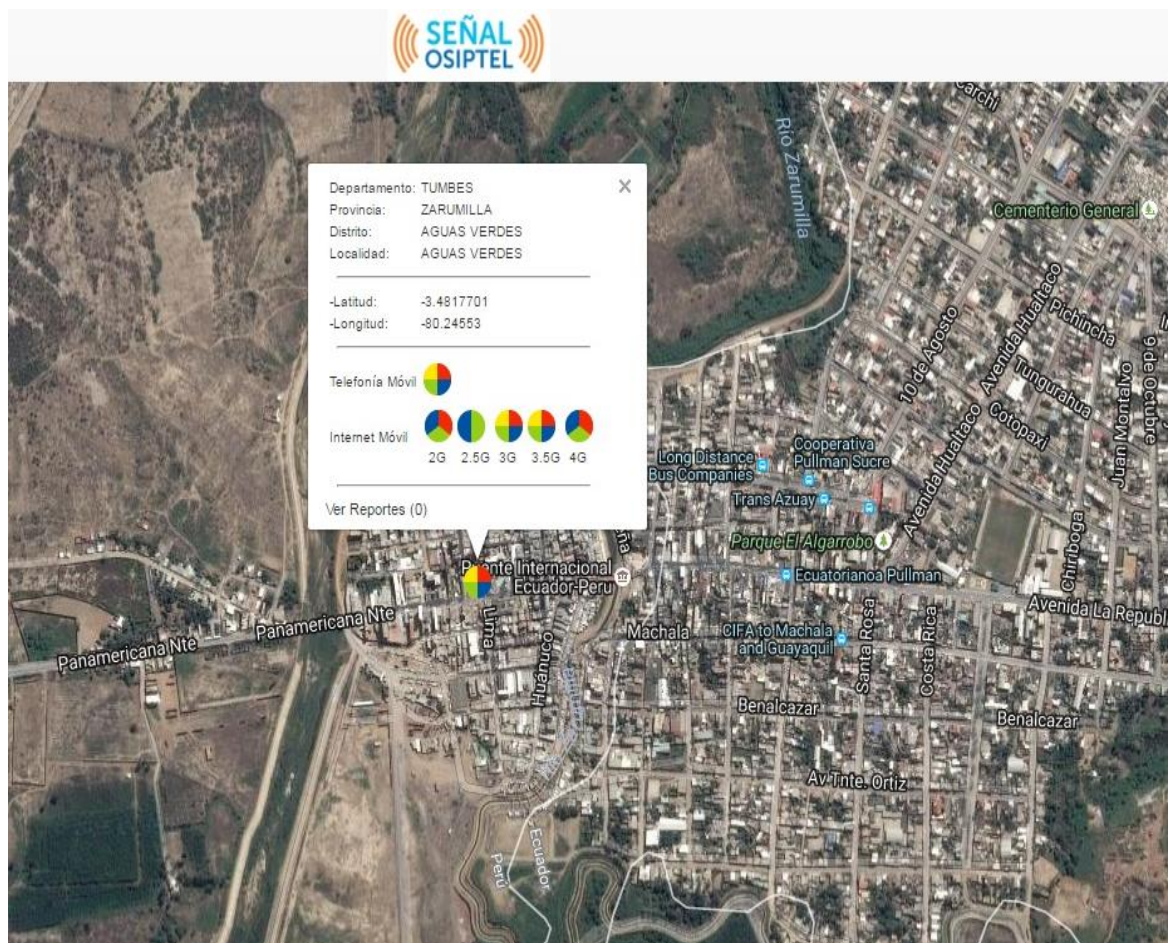 SEÑAL
OSIPTEL
Departamento: TUMBES
Provincia: ZARUMILLA
Distrito: AGUAS VERDES
Localidad: AGUAS VERDES
-Latitud: -3.4817701
-Longitud: -80.24553
Telefonía Móvil
Internet Móvil
2G 2.5G 3G 3.5G 4G
Ver Reportes (0)
Río Zarumilla
Carchi
Cementerio General
Pichincha
10 de Agosto
Avenida Hualtaco
Tungurahua
Cotopaxi
Juan Montalvo
9 de Octubre
Long Distance
Bus Companies
Cooperativa
Pullman Sucre
Trans Azuay
Avenida Hualtaco
Parque El Algarrobo
Chiriboga
Puente Internacional
Ecuador-Peru
Ecuatorianoa Pullman
Panamericana Nte
Panamericana Nte
Lima
Huánuco
Machala
CIFA to Machala
and Guayaquil
Santa Rosa
Costa Rica
Avenida La Republ
Benalcazar
Benalcazar
Av Tnte. Ortiz
Ecuador
Perú